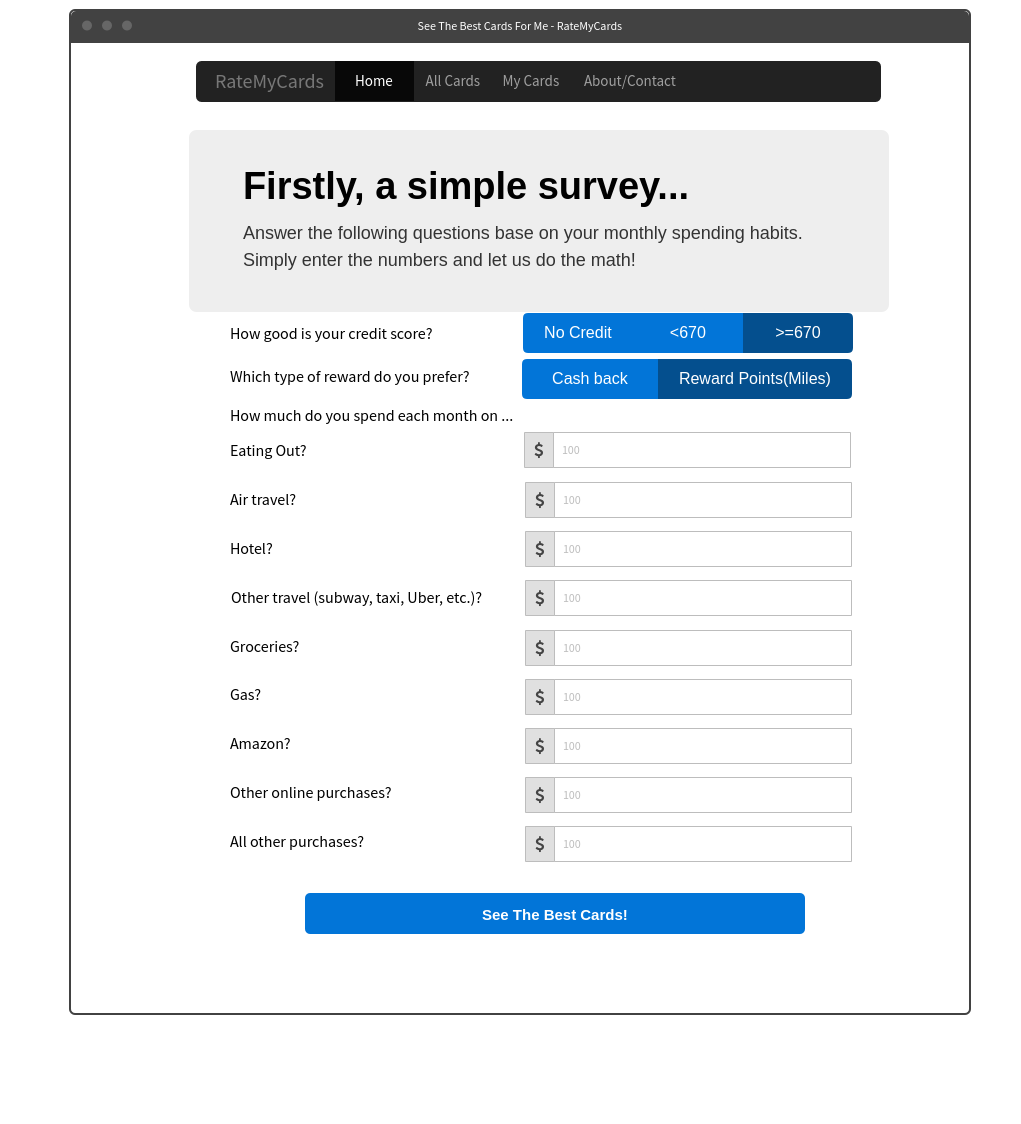 See The Best Cards For Me - RateMyCards
RateMyCards Home All Cards My Cards About/Contact
Firstly, a simple survey...
Answer the following questions base on your monthly spending habits.
Simply enter the numbers and let us do the math!
How good is your credit score? No Credit <670 >=670
Which type of reward do you prefer? Cash back Reward Points(Miles)
How much do you spend each month on ...
Eating Out? $ 100
Air travel? $ 100
Hotel? $ 100
Other travel (subway, taxi, Uber, etc.)? $ 100
Groceries? $ 100
Gas? $ 100
Amazon? $ 100
Other online purchases? $ 100
All other purchases? $ 100
See The Best Cards!